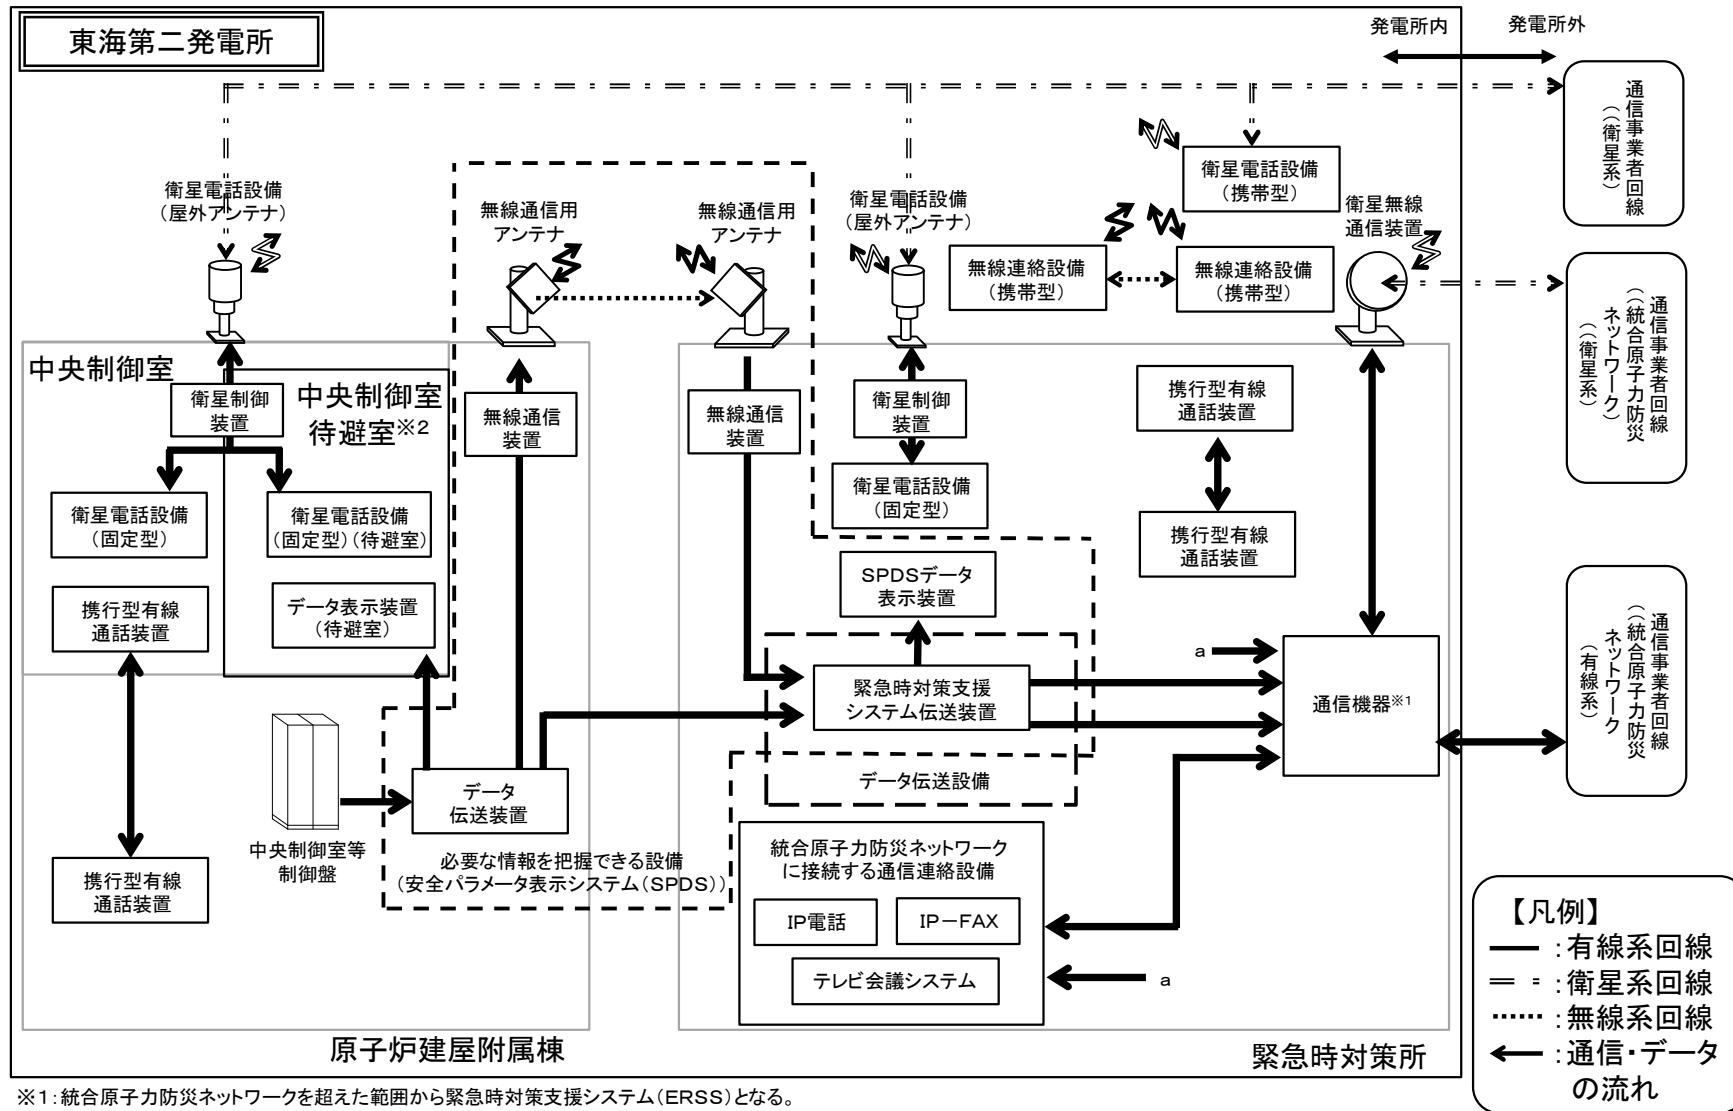 東海第二発電所
発電所内
発電所外
通信事業者回線
(（衛星系）
衛星電話設備
（屋外アンテナ）
無線通信用
アンテナ
無線通信用
アンテナ
衛星電話設備
（屋外アンテナ）
衛星電話設備
（携帯型）
衛星無線
通信装置
無線連絡設備
（携帯型）
無線連絡設備
（携帯型）
通信事業者回線
(（統合原子力防災
ネットワーク）
(（衛星系）
中央制御室
衛星制御
装置
中央制御室
待避室※2
無線通信
装置
無線通信
装置
衛星制御
装置
携行型有線
通話装置
衛星電話設備
（固定型）
衛星電話設備
（固定型）（待避室）
衛星電話設備
（固定型）
携行型有線
通話装置
SPDSデータ
表示装置
携行型有線
通話装置
データ表示装置
（待避室）
通信事業者回線
(（統合原子力防災
ネットワーク
（有線系）
a
緊急時対策支援
システム伝送装置
通信機器※1
データ伝送設備
データ
伝送装置
中央制御室等
制御盤
携行型有線
通話装置
必要な情報を把握できる設備
（安全パラメータ表示システム（SPDS））
統合原子力防災ネットワーク
に接続する通信連絡設備
IP電話
IP－FAX
テレビ会議システム
a
原子炉建屋附属棟
緊急時対策所
【凡例】
：有線系回線
：衛星系回線
：無線系回線
：通信・データ
の流れ
※1：統合原子力防災ネットワークを超えた範囲から緊急時対策支援システム（ERSS）となる。